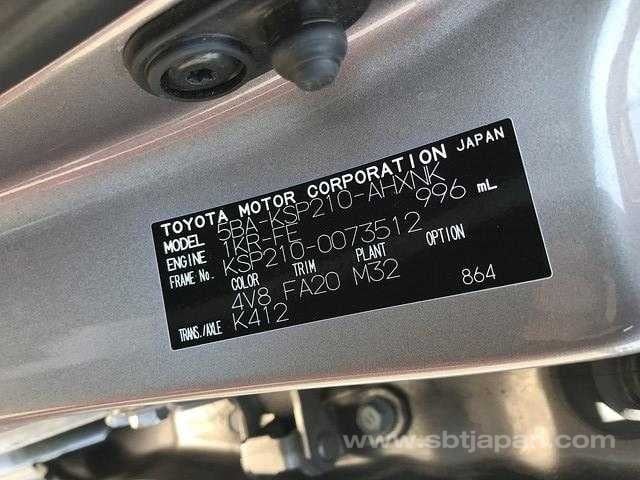 TOYOTA MOTOR CORPORATION JAPAN
MODEL 5BA-KSP210-AHXNK
ENGINE 1KR-FE 996 mL
FRAME No. KSP210-0073512
COLOR TRIM PLANT OPTION
4V8 FA20 M32 864
TRANS./AXLE K412
www.sbtjapan.com